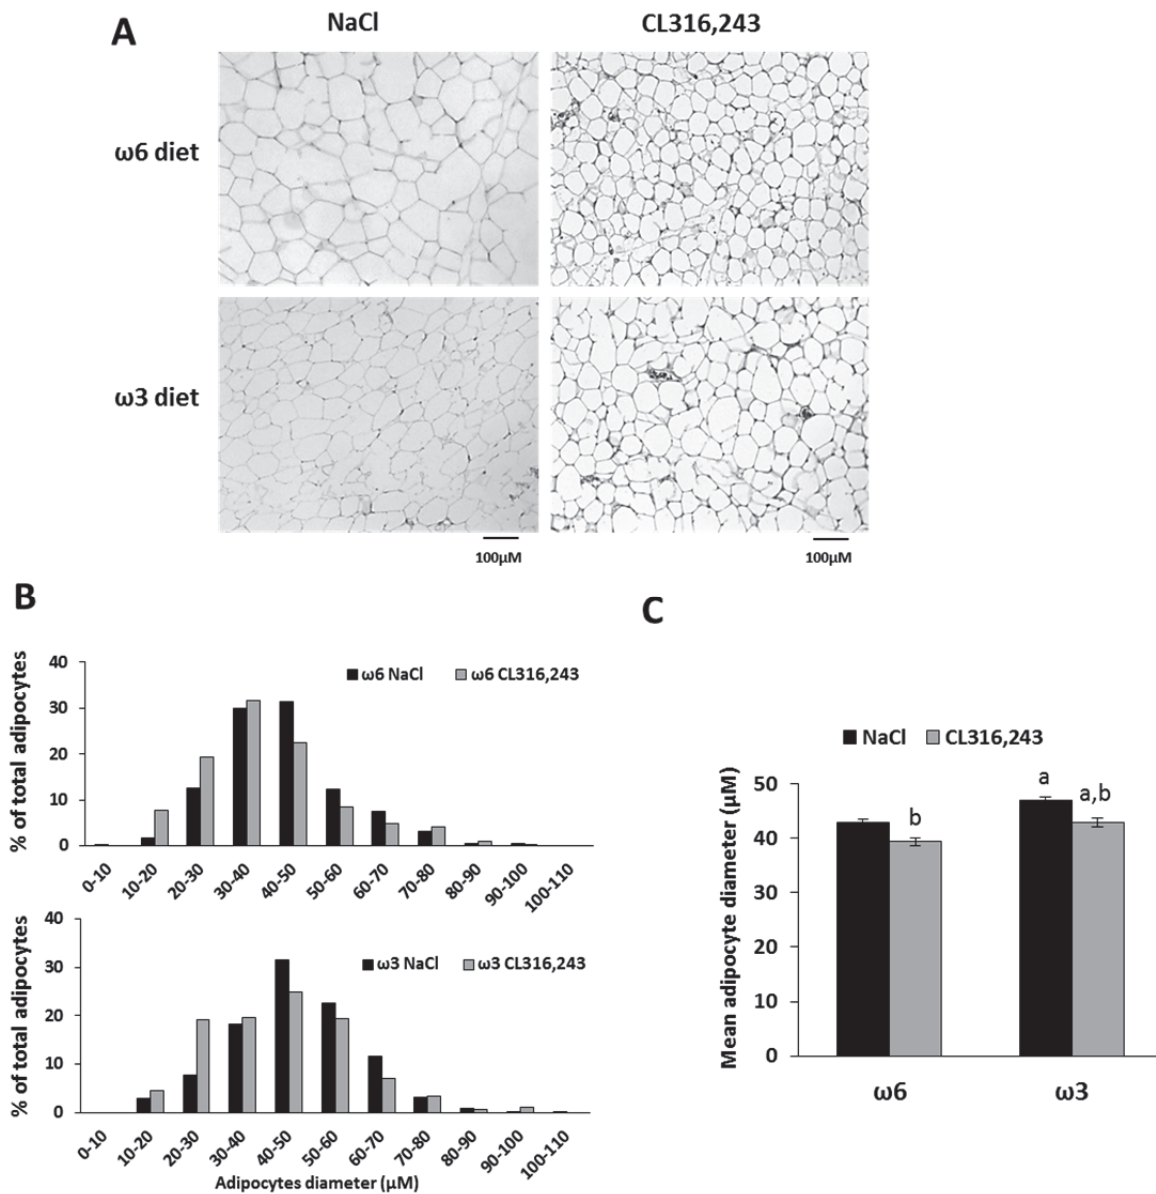 A
NaCl
CL316,243
ω6 diet
ω3 diet
100μM
100μM
B
% of total adipocytes
40
30
20
10
0
ω6 NaCl
ω6 CL316,243
0-10
10-20
20-30
30-40
40-50
50-60
60-70
70-80
80-90
90-100
100-110
% of total adipocytes
40
30
20
10
0
ω3 NaCl
ω3 CL316,243
0-10
10-20
20-30
30-40
40-50
50-60
60-70
70-80
80-90
90-100
100-110
Adipocytes diameter (μM)
C
NaCl
CL316,243
Mean adipocyte diameter (μM)
50
40
30
20
10
0
b
a
a,b
ω6
ω3